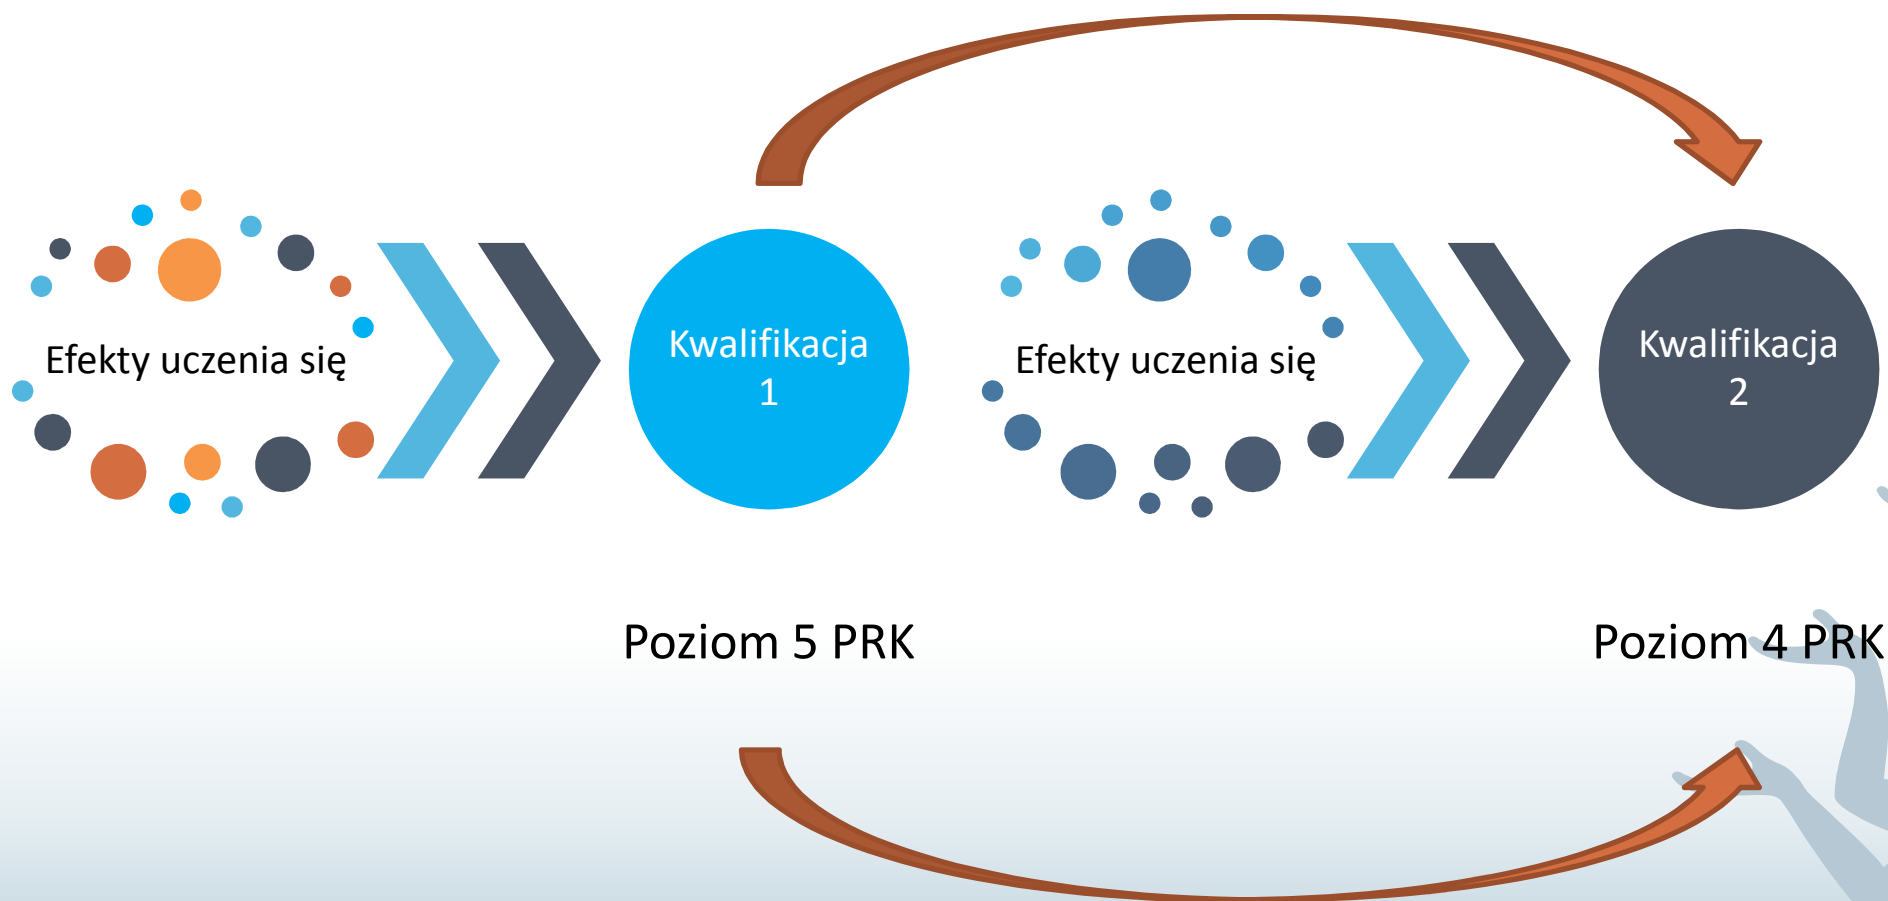 Efekty uczenia się
Kwalifikacja
1
Efekty uczenia się
Kwalifikacja
2
Poziom 5 PRK
Poziom 4 PRK